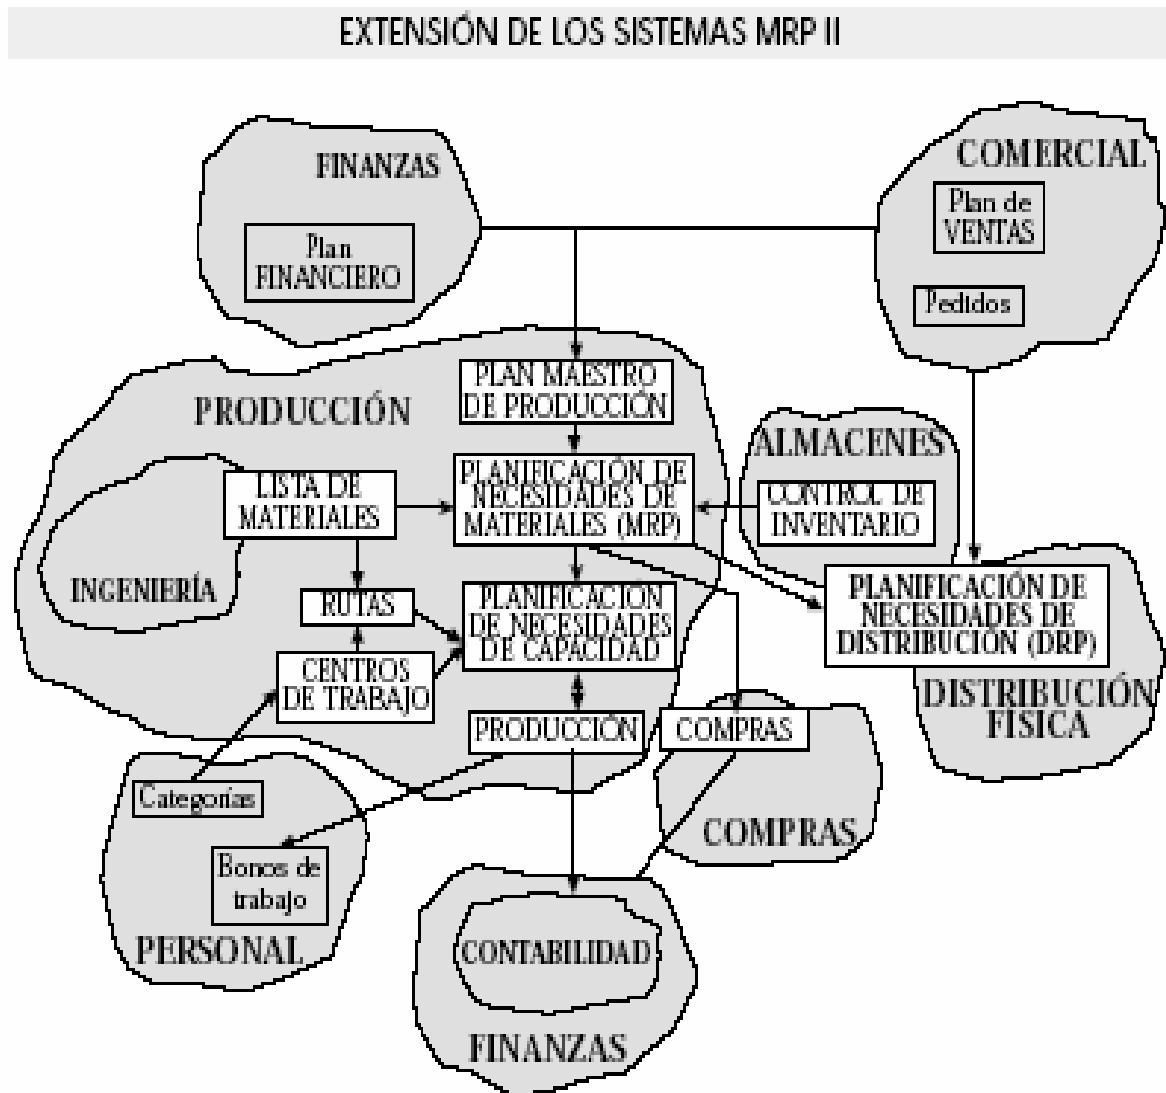 EXTENSIÓN DE LOS SISTEMAS MRP II
FINANZAS
Plan
FINANCIERO
COMERCIAL
Plan de
VENTAS
Pedidos
PRODUCCIÓN
PLAN MAESTRO
DE PRODUCCIÓN
ALMACENES
CONTROL DE
INVENTARIO
LISTA DE
MATERIALES
PLANIFICACIÓN DE
NECESIDADES DE
MATERIALES (MRP)
INGENIERÍA
RUTAS
PLANIFICACIÓN
DE NECESIDADES
DE CAPACIDAD
PLANIFICACIÓN DE
NECESIDADES DE
DISTRIBUCIÓN (DRP)
CENTROS
DE TRABAJO
DISTRIBUCIÓN
FÍSICA
PRODUCCIÓN
COMPRAS
Categorías
COMPRAS
Bonos de
trabajo
PERSONAL
CONTABILIDAD
FINANZAS